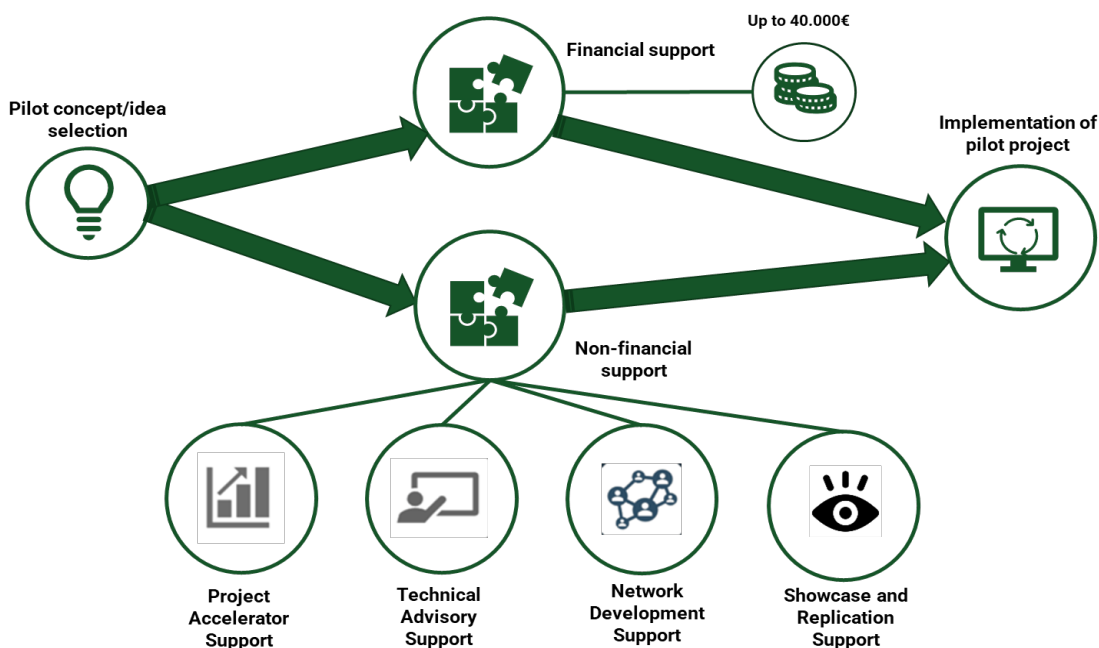 Up to 40.000€
Financial support
Pilot concept/idea
selection
Implementation of
pilot project
Non-financial
support
Project
Accelerator
Support
Technical
Advisory
Support
Network
Development
Support
Showcase and
Replication
Support